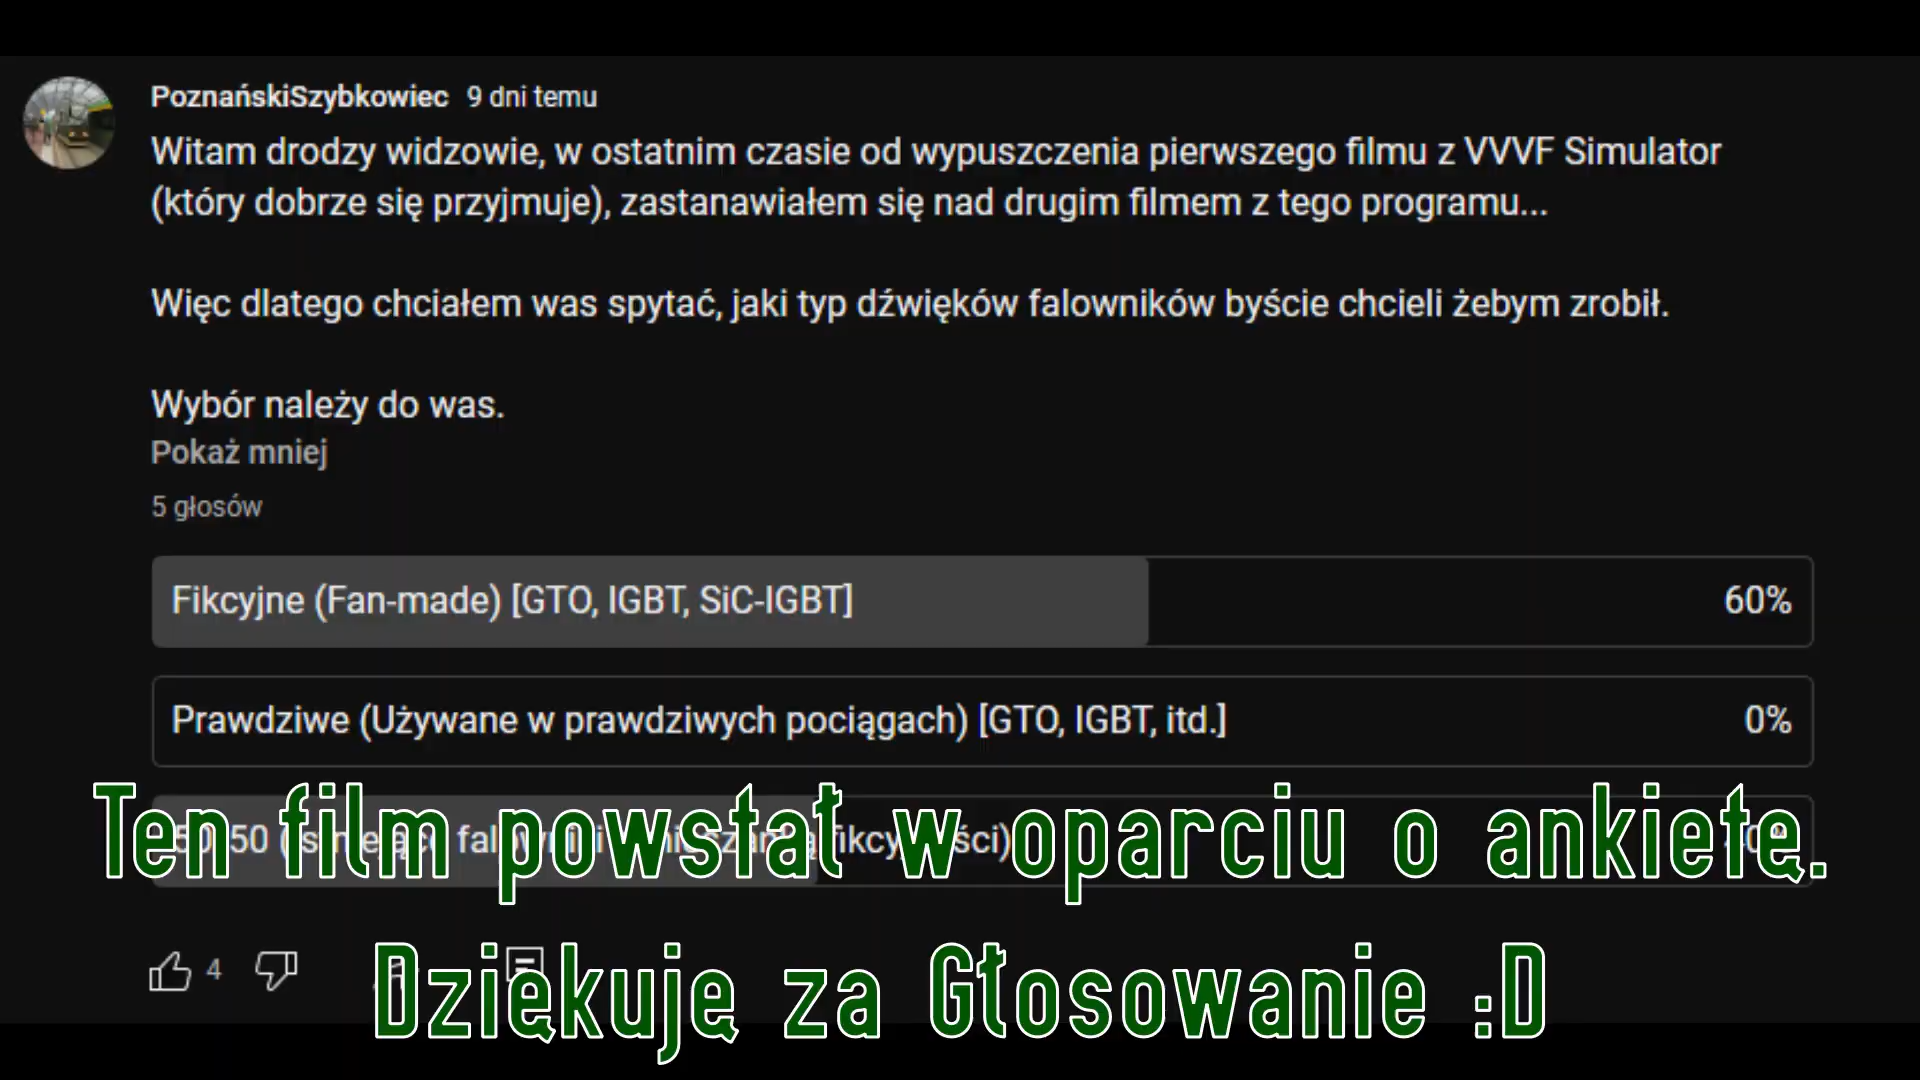 PoznańskiSzybkowiec 9 dni temu
Witam drodzy widzowie, w ostatnim czasie od wypuszczenia pierwszego filmu z VVVF Simulator
(który dobrze się przyjmuje), zastanawiałem się nad drugim filmem z tego programu...
Więc dlatego chciałem was spytać, jaki typ dźwięków falowników byście chcieli żebym zrobił.
Wybór należy do was.
Pokaż mniej
5 głosów
Fikcyjne (Fan-made) [GTO, IGBT, SiC-IGBT] 60%
Prawdziwe (Używane w prawdziwych pociągach) [GTO, IGBT, itd.] 0%
Ten film powstał w oparciu o ankietę.
4
Dziękuję za Głosowanie :D